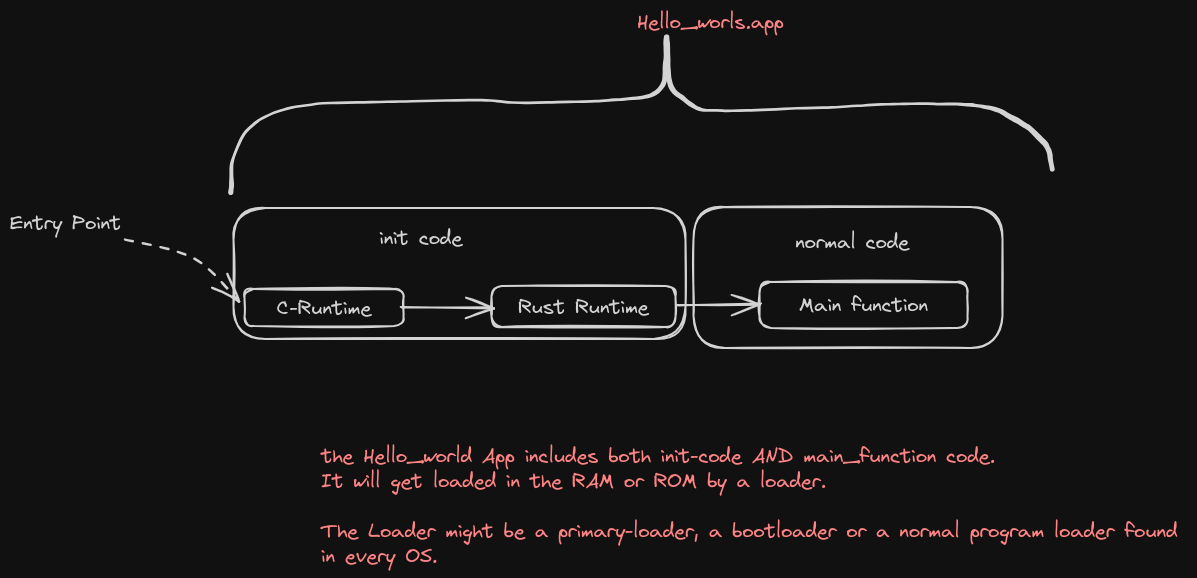 Hello_worls.app
Entry Point
init code
normal code
C-Runtime
Rust Runtime
Main function
the Hello_world App includes both init-code AND main_function code.
It will get loaded in the RAM or ROM by a loader.
The Loader might be a primary-loader, a bootloader or a normal program loader found
in every OS.